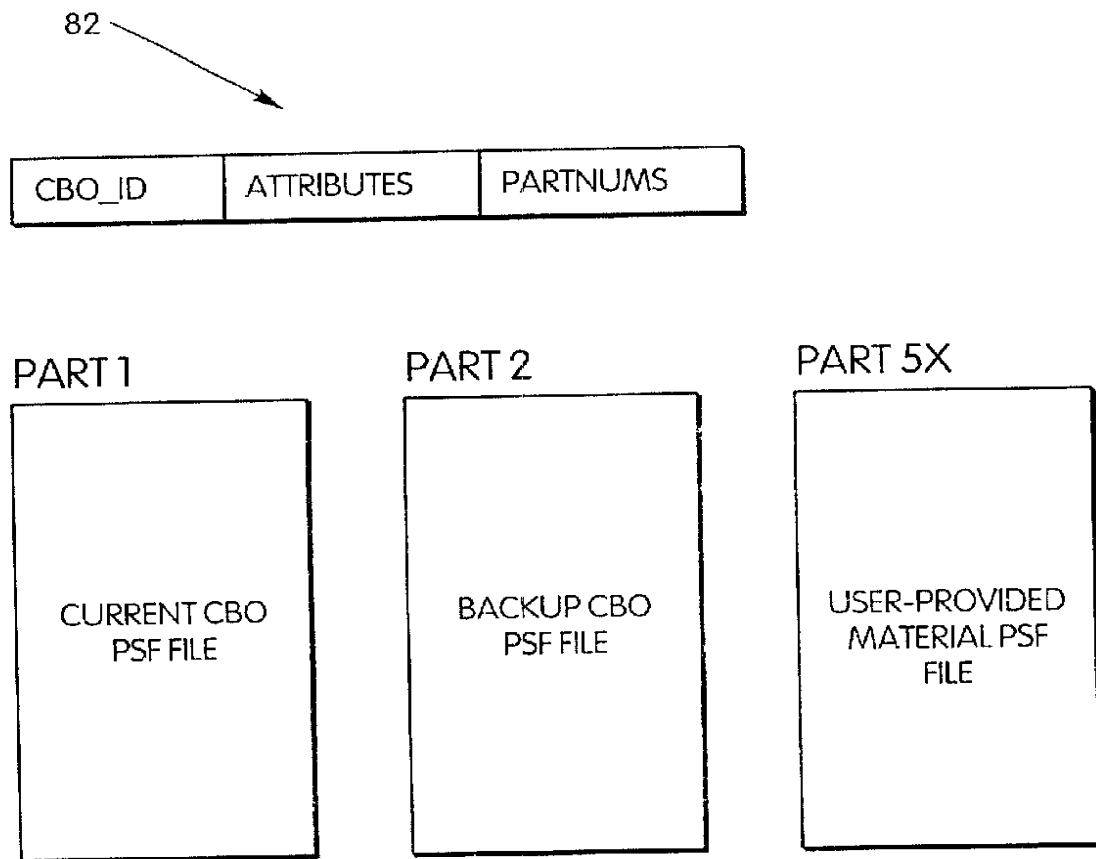 82
CBO_ID ATTRIBUTES PARTNUMS
PART 1 PART 2 PART 5X
CURRENT CBO
PSF FILE
BACKUP CBO
PSF FILE
USER-PROVIDED
MATERIAL PSF
FILE